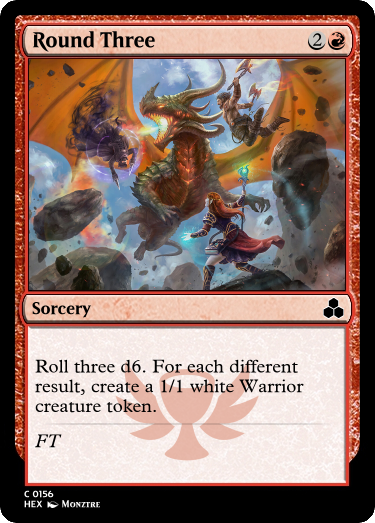 Round Three 2
Sorcery
Roll three d6. For each different
result, create a 1/1 white Warrior
creature token.
FT
C 0156
HEX Monztre